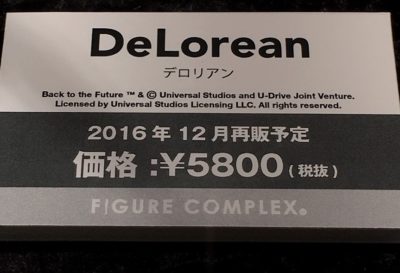 DeLorean
デロリアン
Back to the Future ™ & © Universal Studios and U-Drive Joint Venture.
Licensed by Universal Studios Licensing LLC. All rights reserved.
2016年12月再販予定
価格:¥5800(税抜)
FIGURE COMPLEX®